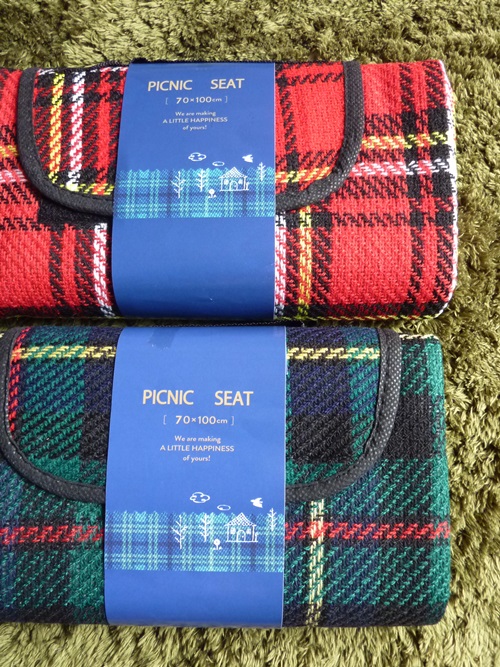 PICNIC SEAT
[ 70×100cm ]
We are making
A LITTLE HAPPINESS
of yours!
PICNIC SEAT
[ 70×100cm ]
We are making
A LITTLE HAPPINESS
of yours!